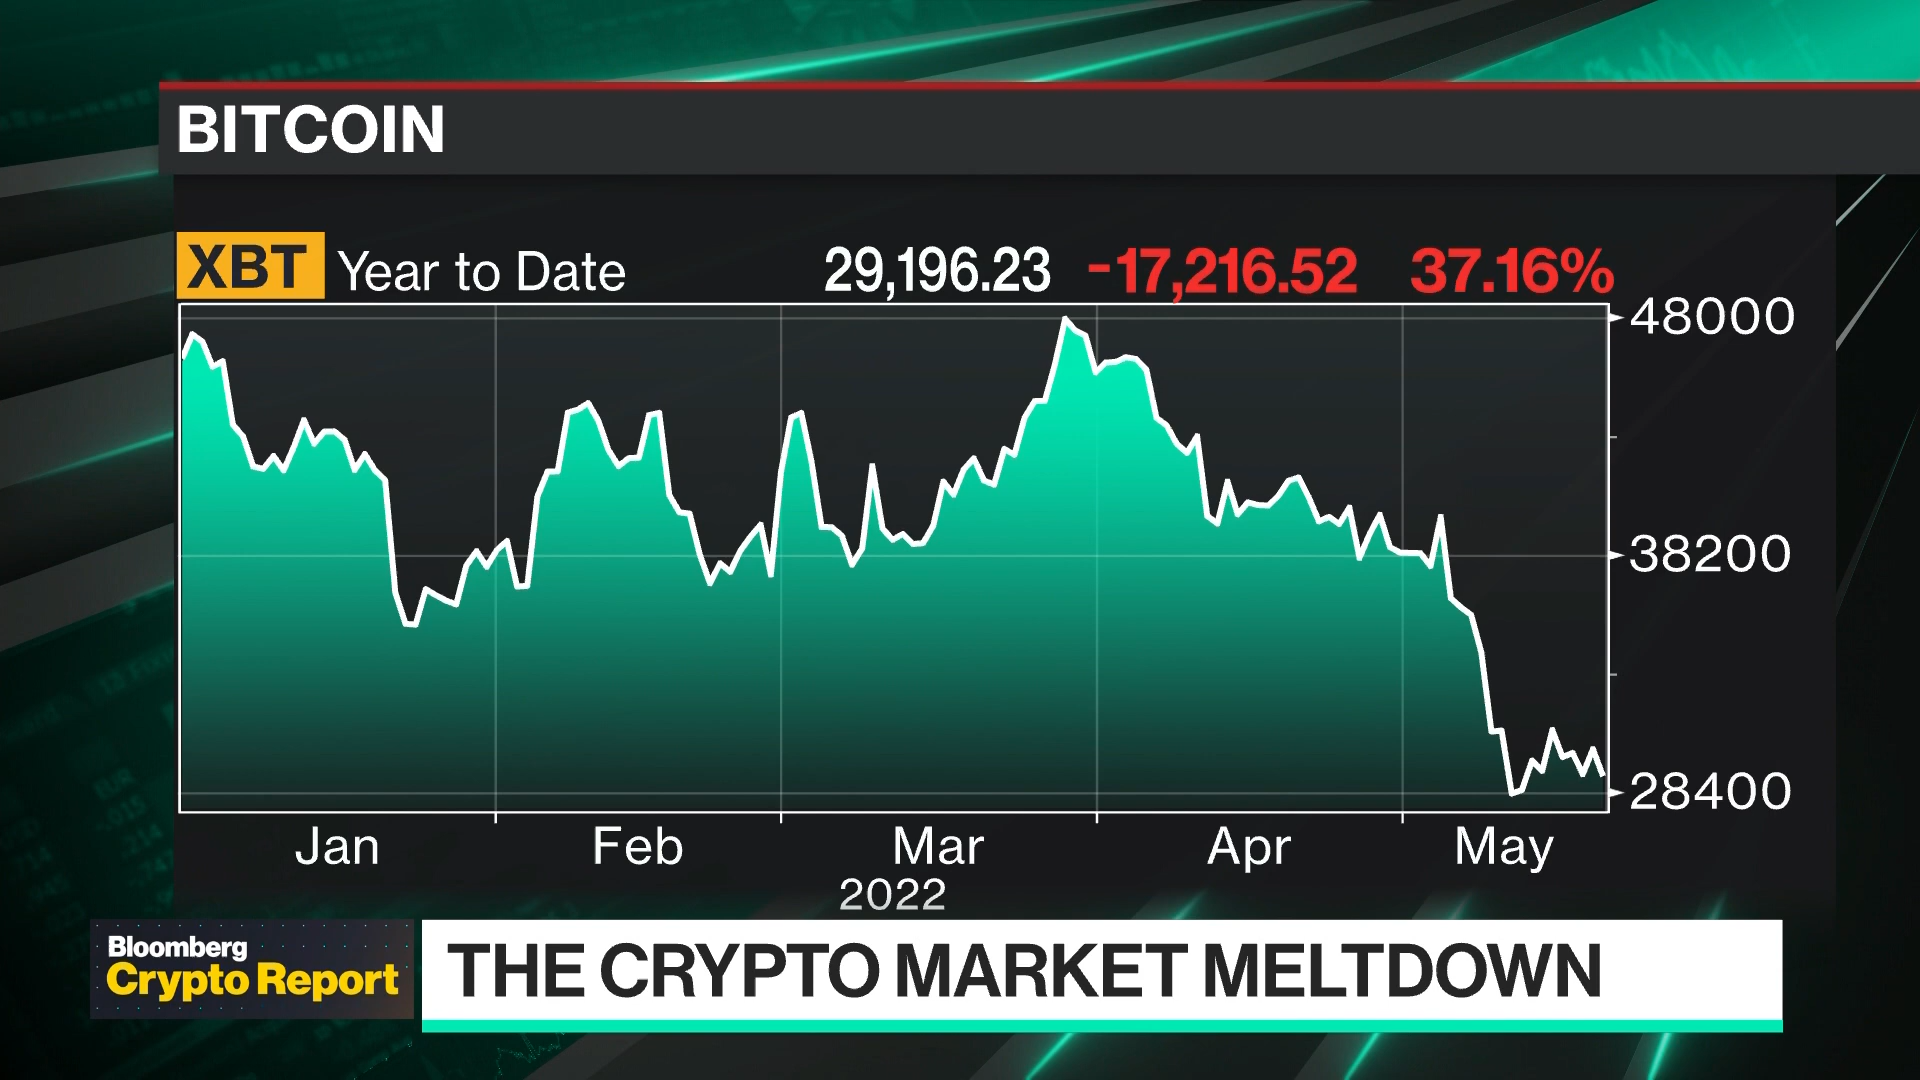 BITCOIN
XBT Year to Date 29,196.23 -17,216.52 37.16%
48000
38200
28400
Jan Feb Mar Apr May
2022
Bloomberg
Crypto Report
THE CRYPTO MARKET MELTDOWN